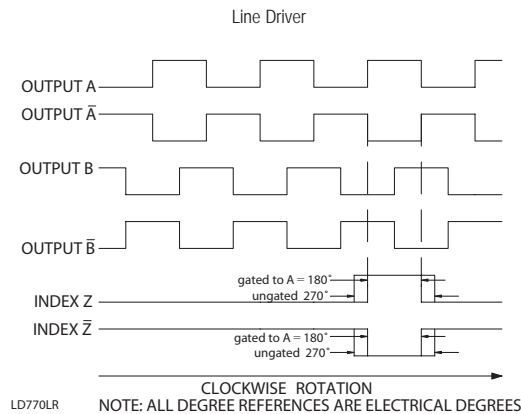 Line Driver
OUTPUT A
OUTPUT A̅
OUTPUT B
OUTPUT B̅
gated to A = 180°
ungated 270°
INDEX Z
INDEX Z̅
gated to A = 180°
ungated 270°
CLOCKWISE ROTATION
LD770LR NOTE: ALL DEGREE REFERENCES ARE ELECTRICAL DEGREES